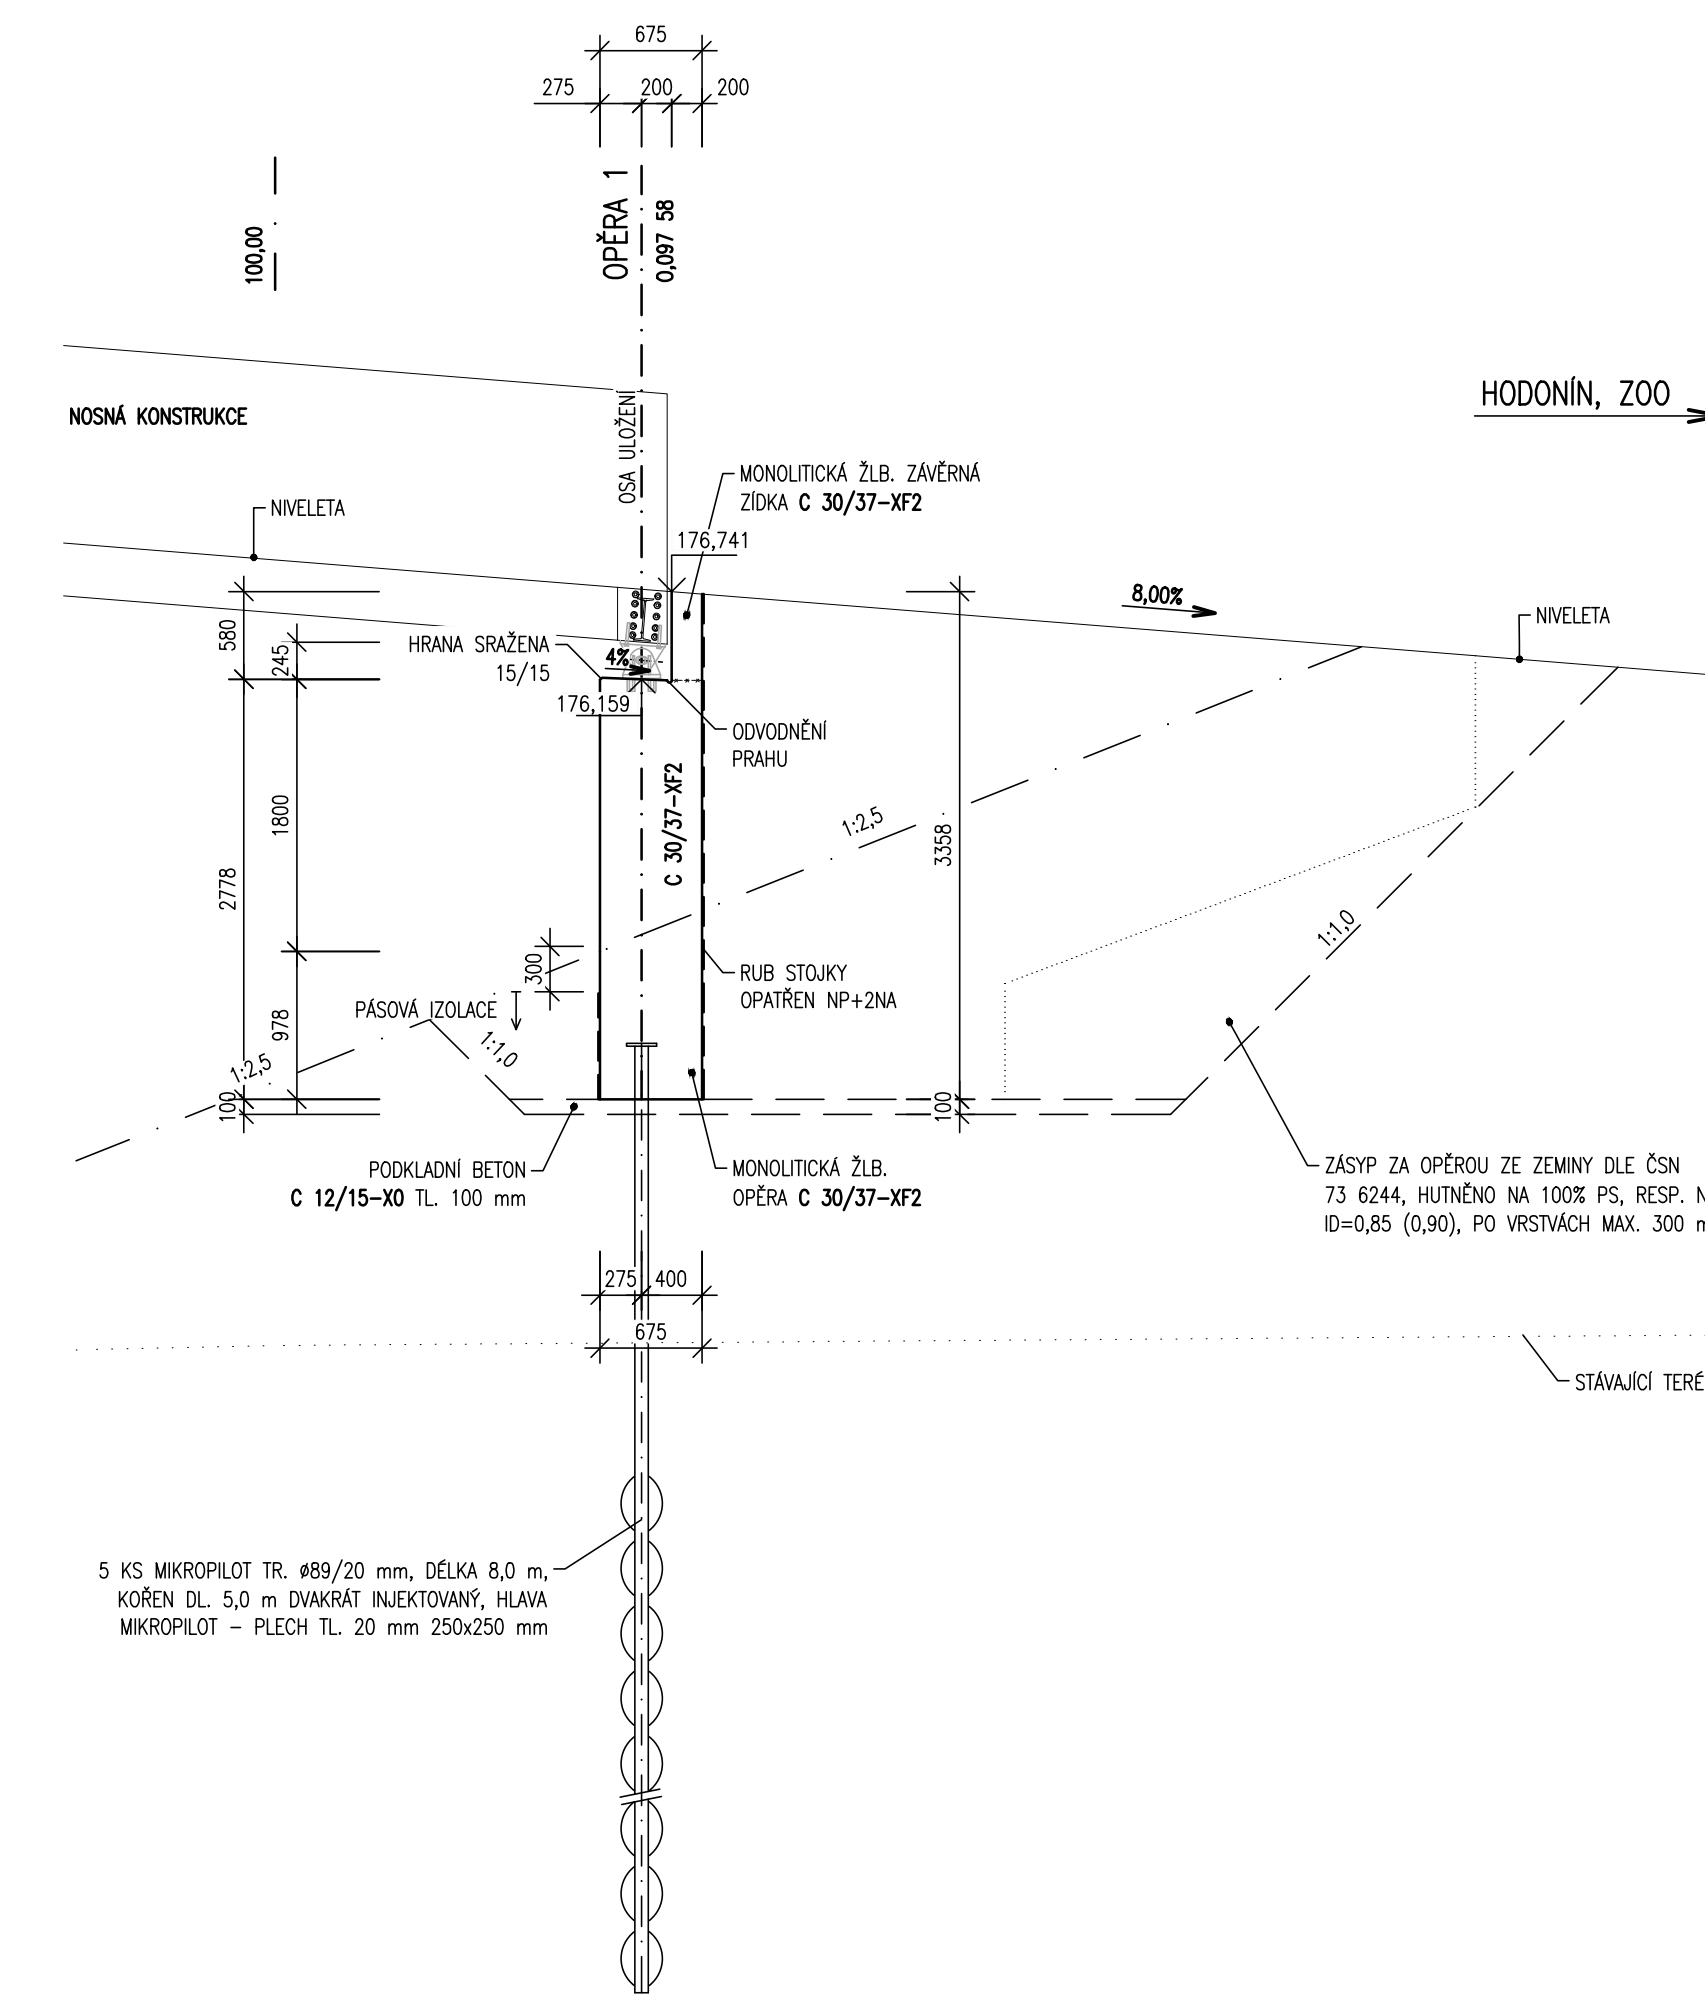 675
275
200
200
100,00
OPĚRA 1
0,097 58
HODONÍN, ZOO
NOSNÁ KONSTRUKCE
OSA ULOŽENÍ
MONOLITICKÁ ŽLB. ZÁVĚRNÁ
ZÍDKA C 30/37-XF2
NIVELETA
176,741
8,00%
NIVELETA
580
245
HRANA SRAŽENA
15/15
4%
176,159
ODVODNĚNÍ
PRAHU
C 30/37-XF2
1:2,5
1800
2778
3358
1:1,0
300
RUB STOJKY
OPATŘEN NP+2NA
PÁSOVÁ IZOLACE
978
1:1,0
1:2,5
100
100
PODKLADNÍ BETON
C 12/15-X0 TL. 100 mm
MONOLITICKÁ ŽLB.
OPĚRA C 30/37-XF2
ZÁSYP ZA OPĚROU ZE ZEMINY DLE ČSN
73 6244, HUTNĚNO NA 100% PS, RESP.
ID=0,85 (0,90), PO VRSTVÁCH MAX. 300
275
400
675
STÁVAJÍCÍ TERÉ
5 KS MIKROPILOT TR. ø89/20 mm, DÉLKA 8,0 m,
KOŘEN DL. 5,0 m DVAKRÁT INJEKTOVANÝ, HLAVA
MIKROPILOT - PLECH TL. 20 mm 250x250 mm